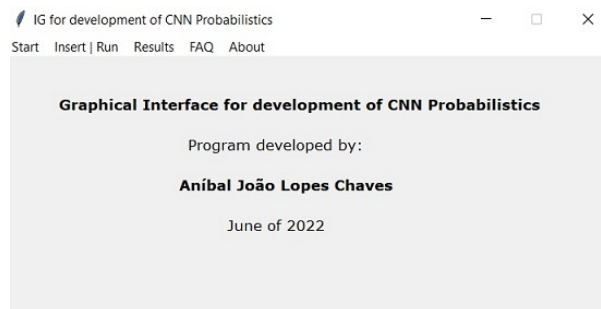 IG for development of CNN Probabilistics
Start Insert | Run Results FAQ About
Graphical Interface for development of CNN Probabilistics
Program developed by:
Aníbal João Lopes Chaves
June of 2022